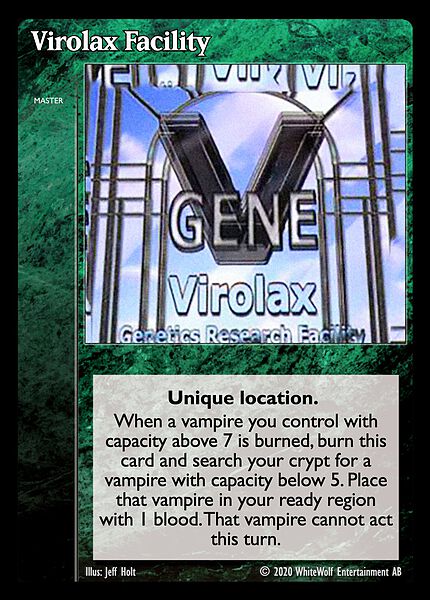 Virolax Facility
MASTER
V
GENE
Virolax
Genetics Research Facility
Unique location.
When a vampire you control with
capacity above 7 is burned, burn this
card and search your crypt for a
vampire with capacity below 5. Place
that vampire in your ready region
with 1 blood. That vampire cannot act
this turn.
Illus: Jeff Holt
© 2020 WhiteWolf Entertainment AB